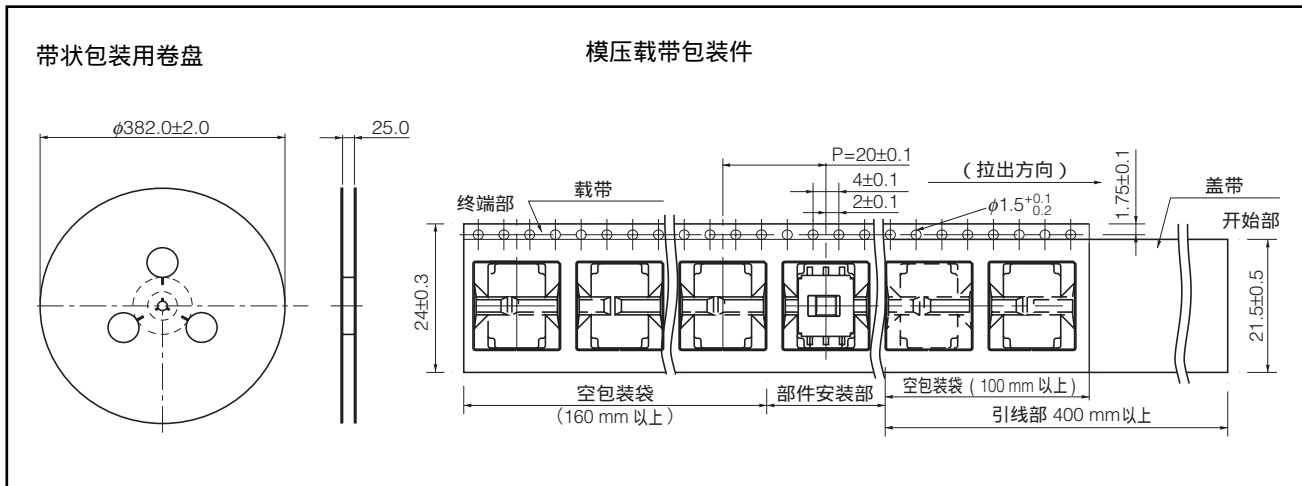 带状包装用卷盘
模压载带包装件
φ382.0±2.0
25.0
P=20±0.1
4±0.1
2±0.1
(拉出方向)
φ1.5+0.1 0.2
1.75±0.1
盖带
开始部
载带
终端部
24±0.3
21.5±0.5
空包装袋
(160 mm 以上)
部件安装部
空包装袋 (100 mm 以上)
引线部 400 mm以上